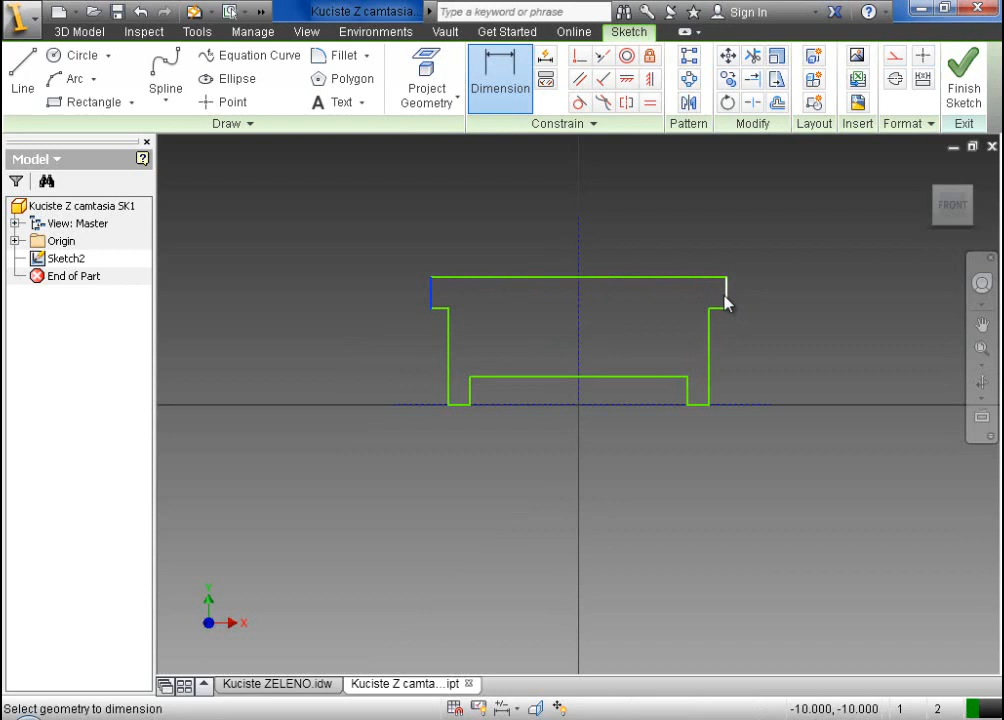 Kuciste Z camtasia...
Type a keyword or phrase
Sign In
3D Model Inspect Tools Manage View Environments Vault Get Started Online Sketch
Line
Circle
Arc
Rectangle
Spline
Equation Curve
Ellipse
Point
Fillet
Polygon
Text
Project Geometry
Dimension
Finish Sketch
Draw Constrain Pattern Modify Layout Insert Format Exit
Model
Kuciste Z camtasia SK1
View: Master
Origin
Sketch2
End of Part
FRONT
Y
X
Kuciste ZELENO.idw
Kuciste Z camta...ipt
Select geometry to dimension
-10.000, -10.000 1 2